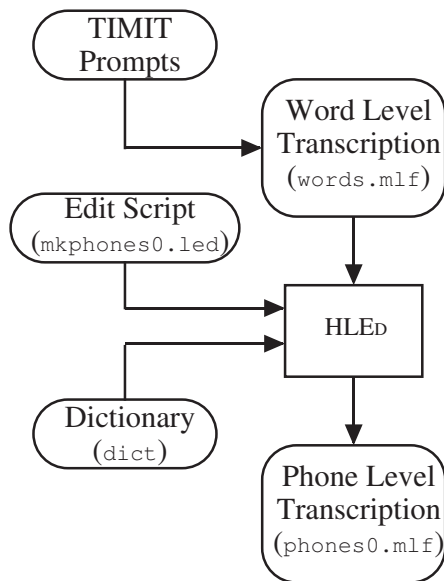 TIMIT
Prompts
Word Level
Transcription
(words.mlf)
Edit Script
(mkphones0.led)
HLED
Dictionary
(dict)
Phone Level
Transcription
(phones0.mlf)